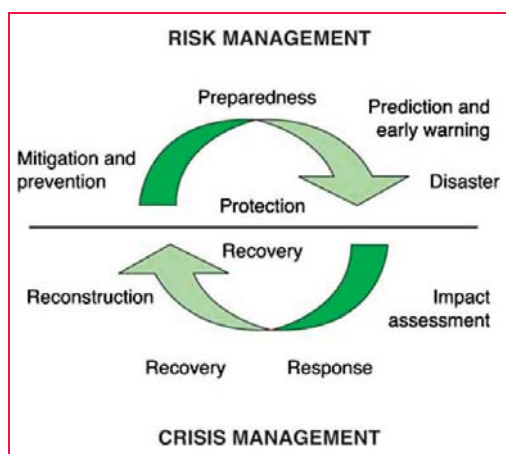 RISK MANAGEMENT
Preparedness
Prediction and
early warning
Mitigation and
prevention
Disaster
Protection
Recovery
Reconstruction
Impact
assessment
Recovery
Response
CRISIS MANAGEMENT